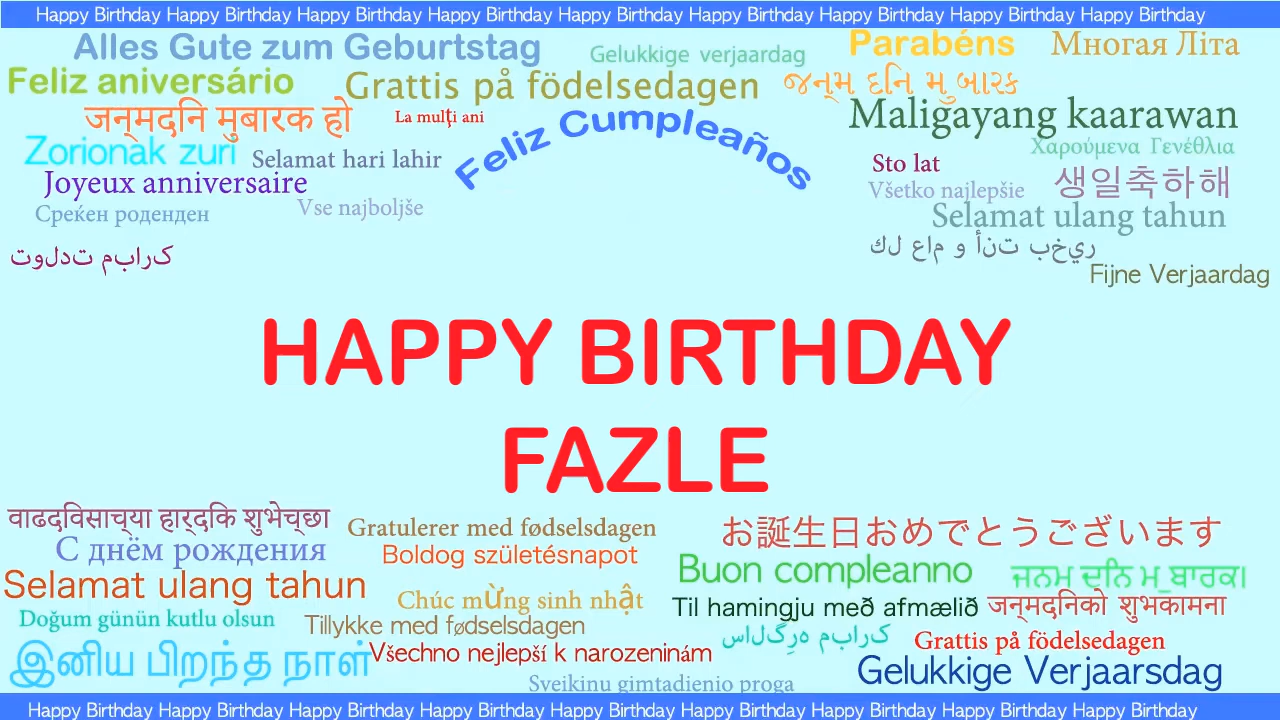 Happy Birthday Happy Birthday Happy Birthday Happy Birthday Happy Birthday Happy Birthday Happy Birthday Happy Birthday Happy Birthday
Alles Gute zum Geburtstag
Gelukkige verjaardag
Parabéns
Многая Літа
Feliz aniversário
Grattis på födelsedagen
જન્મ દિન મુબારક
जन्मदिन मुबारक हो
La mulţi ani
Feliz Cumpleaños
Maligayang kaarawan
Zorionak zuri
Selamat hari lahir
Χαρούμενα Γενέθλια
Sto lat
Joyeux anniversaire
Všetko najlepšie
생일축하해
Среќен роденден
Vse najboljše
Selamat ulang tahun
تولدت مبارک
كل عام و أنت بخير
Fijne Verjaardag
HAPPY BIRTHDAY
FAZLE
वाढदिवसाच्या हार्दिक शुभेच्छा
Gratulerer med fødselsdagen
お誕生日おめでとうございます
С днём рождения
Boldog születésnapot
Buon compleanno
ਜਨਮ ਦਿਨ ਮੁਬਾਰਕ।
Selamat ulang tahun
Chúc mừng sinh nhật
Til hamingju með afmælið
जन्मदिनको शुभकामना
Doğum günün kutlu olsun
Tillykke med fødselsdagen
سالگرہ مبارک
Grattis på födelsedagen
இனிய பிறந்த நாள்
Všechno nejlepší k narozeninám
Gelukkige Verjaarsdag
Sveikinu gimtadienio proga
Happy Birthday Happy Birthday Happy Birthday Happy Birthday Happy Birthday Happy Birthday Happy Birthday Happy Birthday Happy Birthday